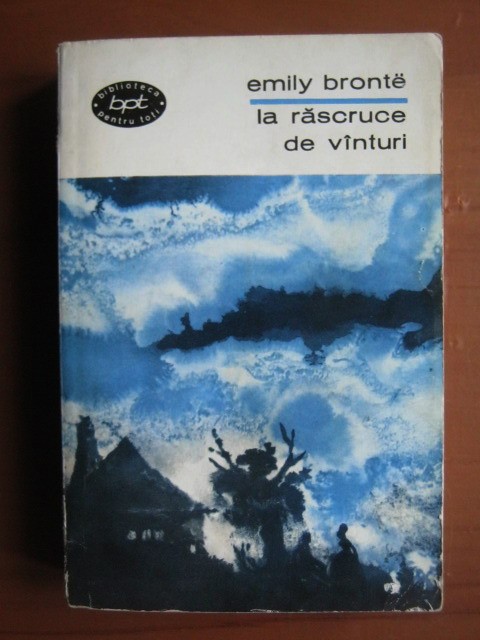 biblioteca
bpt
pentru toți
emily brontë
la răscruce
de vînturi